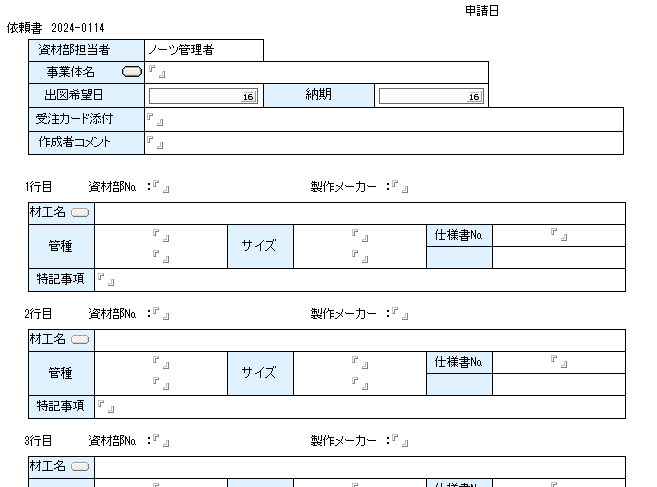 申請日
依頼書 2024-0114
資材部担当者 ノーツ管理者
事業体名 『 』
出図希望日 16 納期 16
受注カード添付 『 』
作成者コメント 『 』
1行目 資材部№ :『 』 製作メーカー :『 』
材工名
管種 『 』 サイズ 『 』 仕様書№ 『 』
『 』 『 』
特記事項 『 』
2行目 資材部№ :『 』 製作メーカー :『 』
材工名
管種 『 』 サイズ 『 』 仕様書№ 『 』
『 』 『 』
特記事項 『 』
3行目 資材部№ :『 』 製作メーカー :『 』
材工名
仕様書№